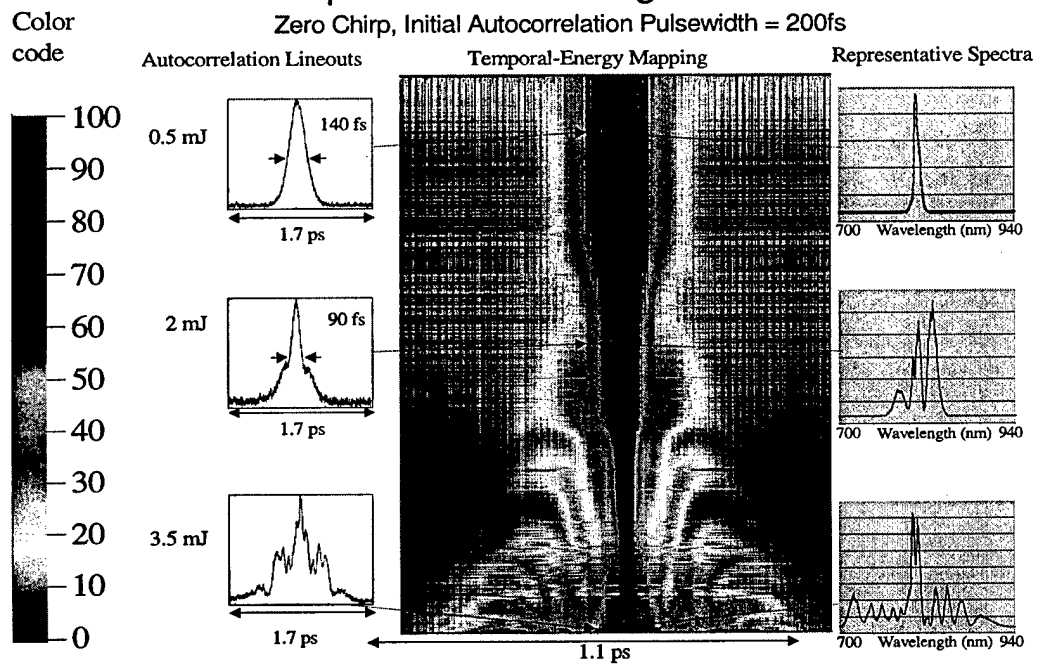 Zero Chirp, Initial Autocorrelation Pulsewidth = 200fs
Color
code
Autocorrelation Lineouts
Temporal-Energy Mapping
Representative Spectra
100
90
80
70
60
50
40
30
20
10
0
0.5 mJ
140 fs
1.7 ps
2 mJ
90 fs
1.7 ps
3.5 mJ
1.7 ps
1.1 ps
700 Wavelength (nm) 940
700 Wavelength (nm) 940
700 Wavelength (nm) 940